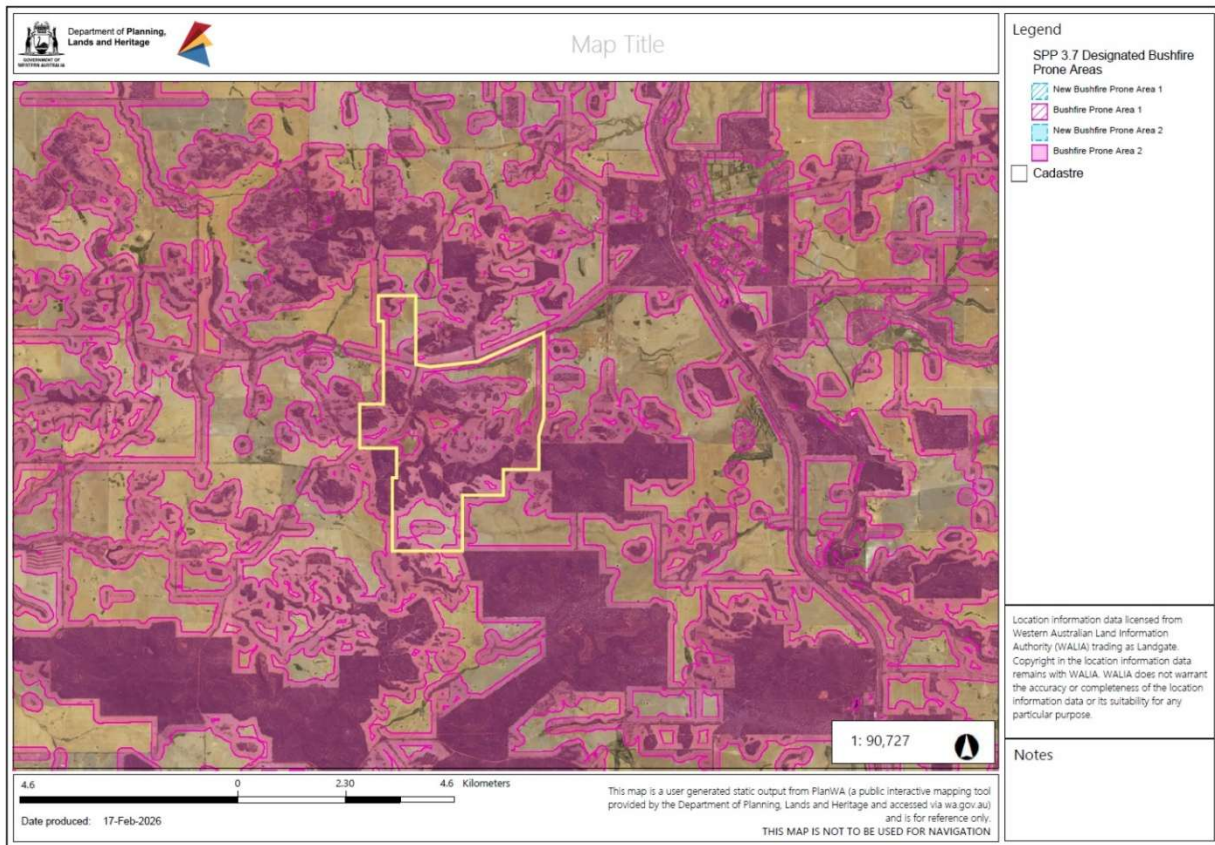 GOVERNMENT OF
WESTERN AUSTRALIA
Department of Planning,
Lands and Heritage
Map Title
Legend
SPP 3.7 Designated Bushfire
Prone Areas
New Bushfire Prone Area 1
Bushfire Prone Area 1
New Bushfire Prone Area 2
Bushfire Prone Area 2
Cadastre
Location information data licensed from
Western Australian Land Information
Authority (WALIA) trading as Landgate.
Copyright in the location information data
remains with WALIA. WALIA does not warrant
the accuracy or completeness of the location
information data or its suitability for any
particular purpose.
Notes
1: 90,727
4.6 0 2.30 4.6 Kilometers
Date produced: 17-Feb-2026
This map is a user generated static output from PlanWA (a public interactive mapping tool
provided by the Department of Planning, Lands and Heritage and accessed via wa.gov.au)
and is for reference only.
THIS MAP IS NOT TO BE USED FOR NAVIGATION